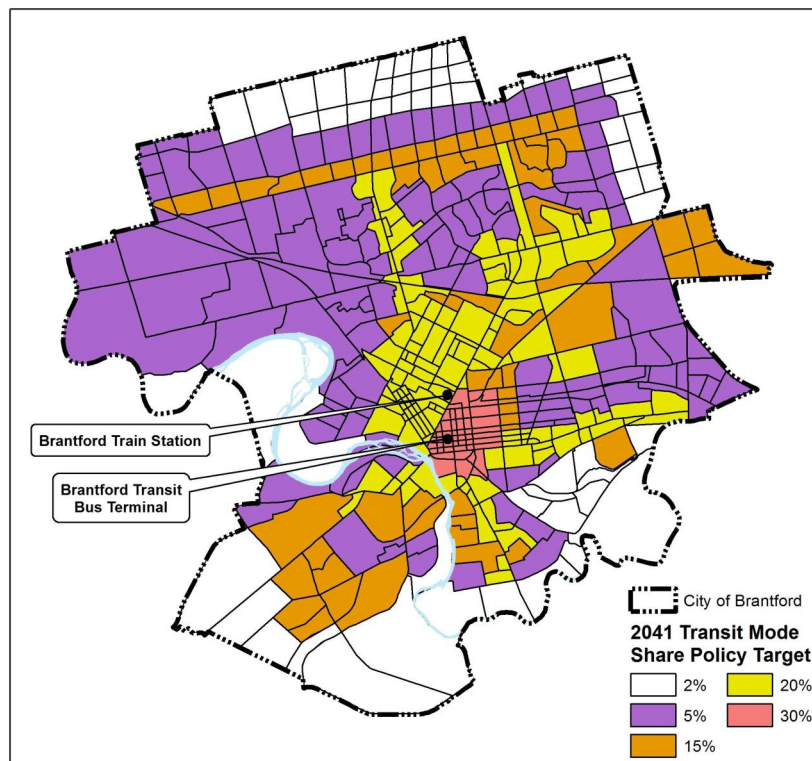 Brantford Train Station
Brantford Transit
Bus Terminal
City of Brantford
2041 Transit Mode
Share Policy Target
2%
20%
5%
30%
15%